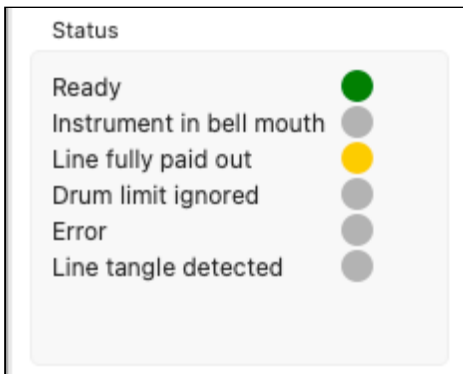 Status
Ready
Instrument in bell mouth
Line fully paid out
Drum limit ignored
Error
Line tangle detected